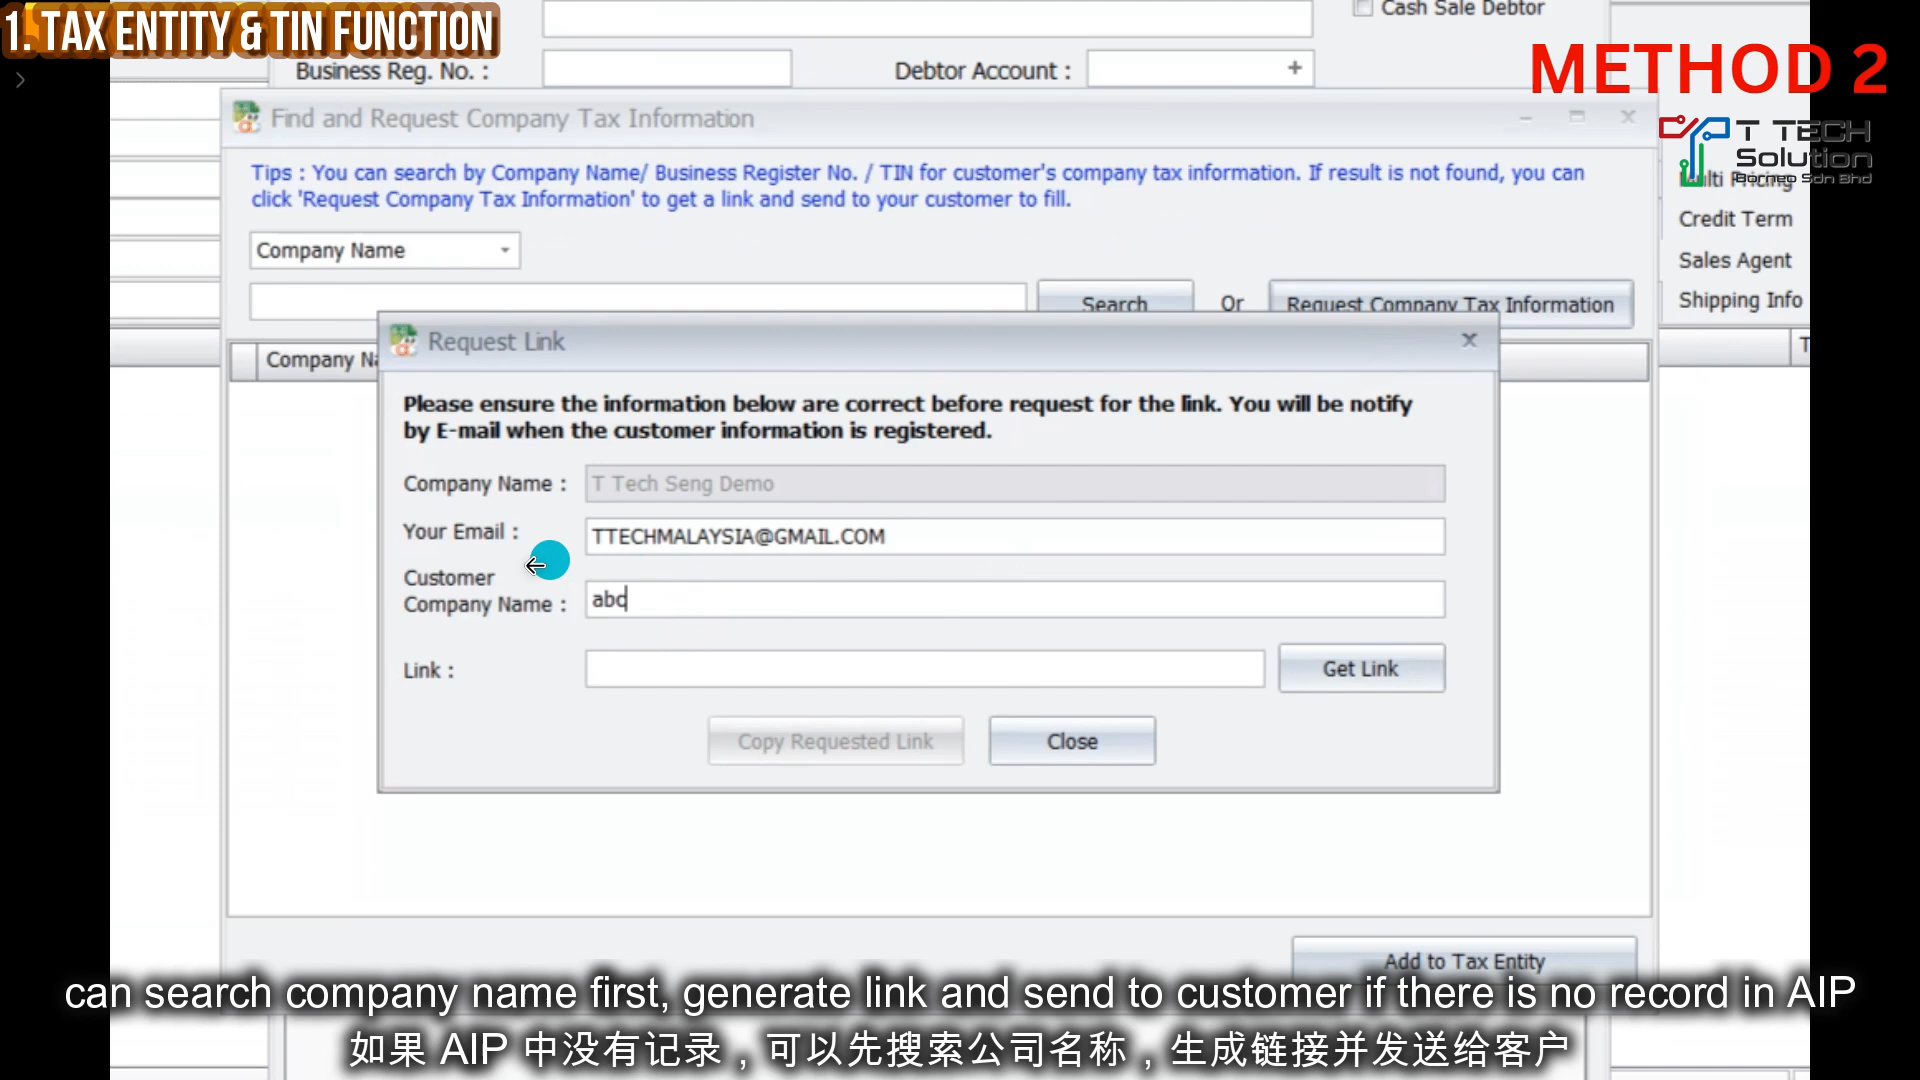 1. TAX ENTITY & TIN FUNCTION
Cash Sale Debtor
METHOD 2
Business Reg. No. :
Debtor Account :
+
Find and Request Company Tax Information
T TECH
Solution
Borneo Sdn Bhd
Tips : You can search by Company Name/ Business Register No. / TIN for customer's company tax information. If result is not found, you can
click 'Request Company Tax Information' to get a link and send to your customer to fill.
Multi Pricing
Credit Term
Company Name
Sales Agent
Search
Or
Request Company Tax Information
Shipping Info
Request Link
Company Na
T
Please ensure the information below are correct before request for the link. You will be notify
by E-mail when the customer information is registered.
Company Name :
T Tech Seng Demo
Your Email :
TTECHMALAYSIA@GMAIL.COM
Customer
Company Name :
abc
Link :
Get Link
Copy Requested Link
Close
Add to Tax Entity
can search company name first, generate link and send to customer if there is no record in AIP
如果 AIP 中没有记录，可以先搜索公司名称，生成链接并发送给客户